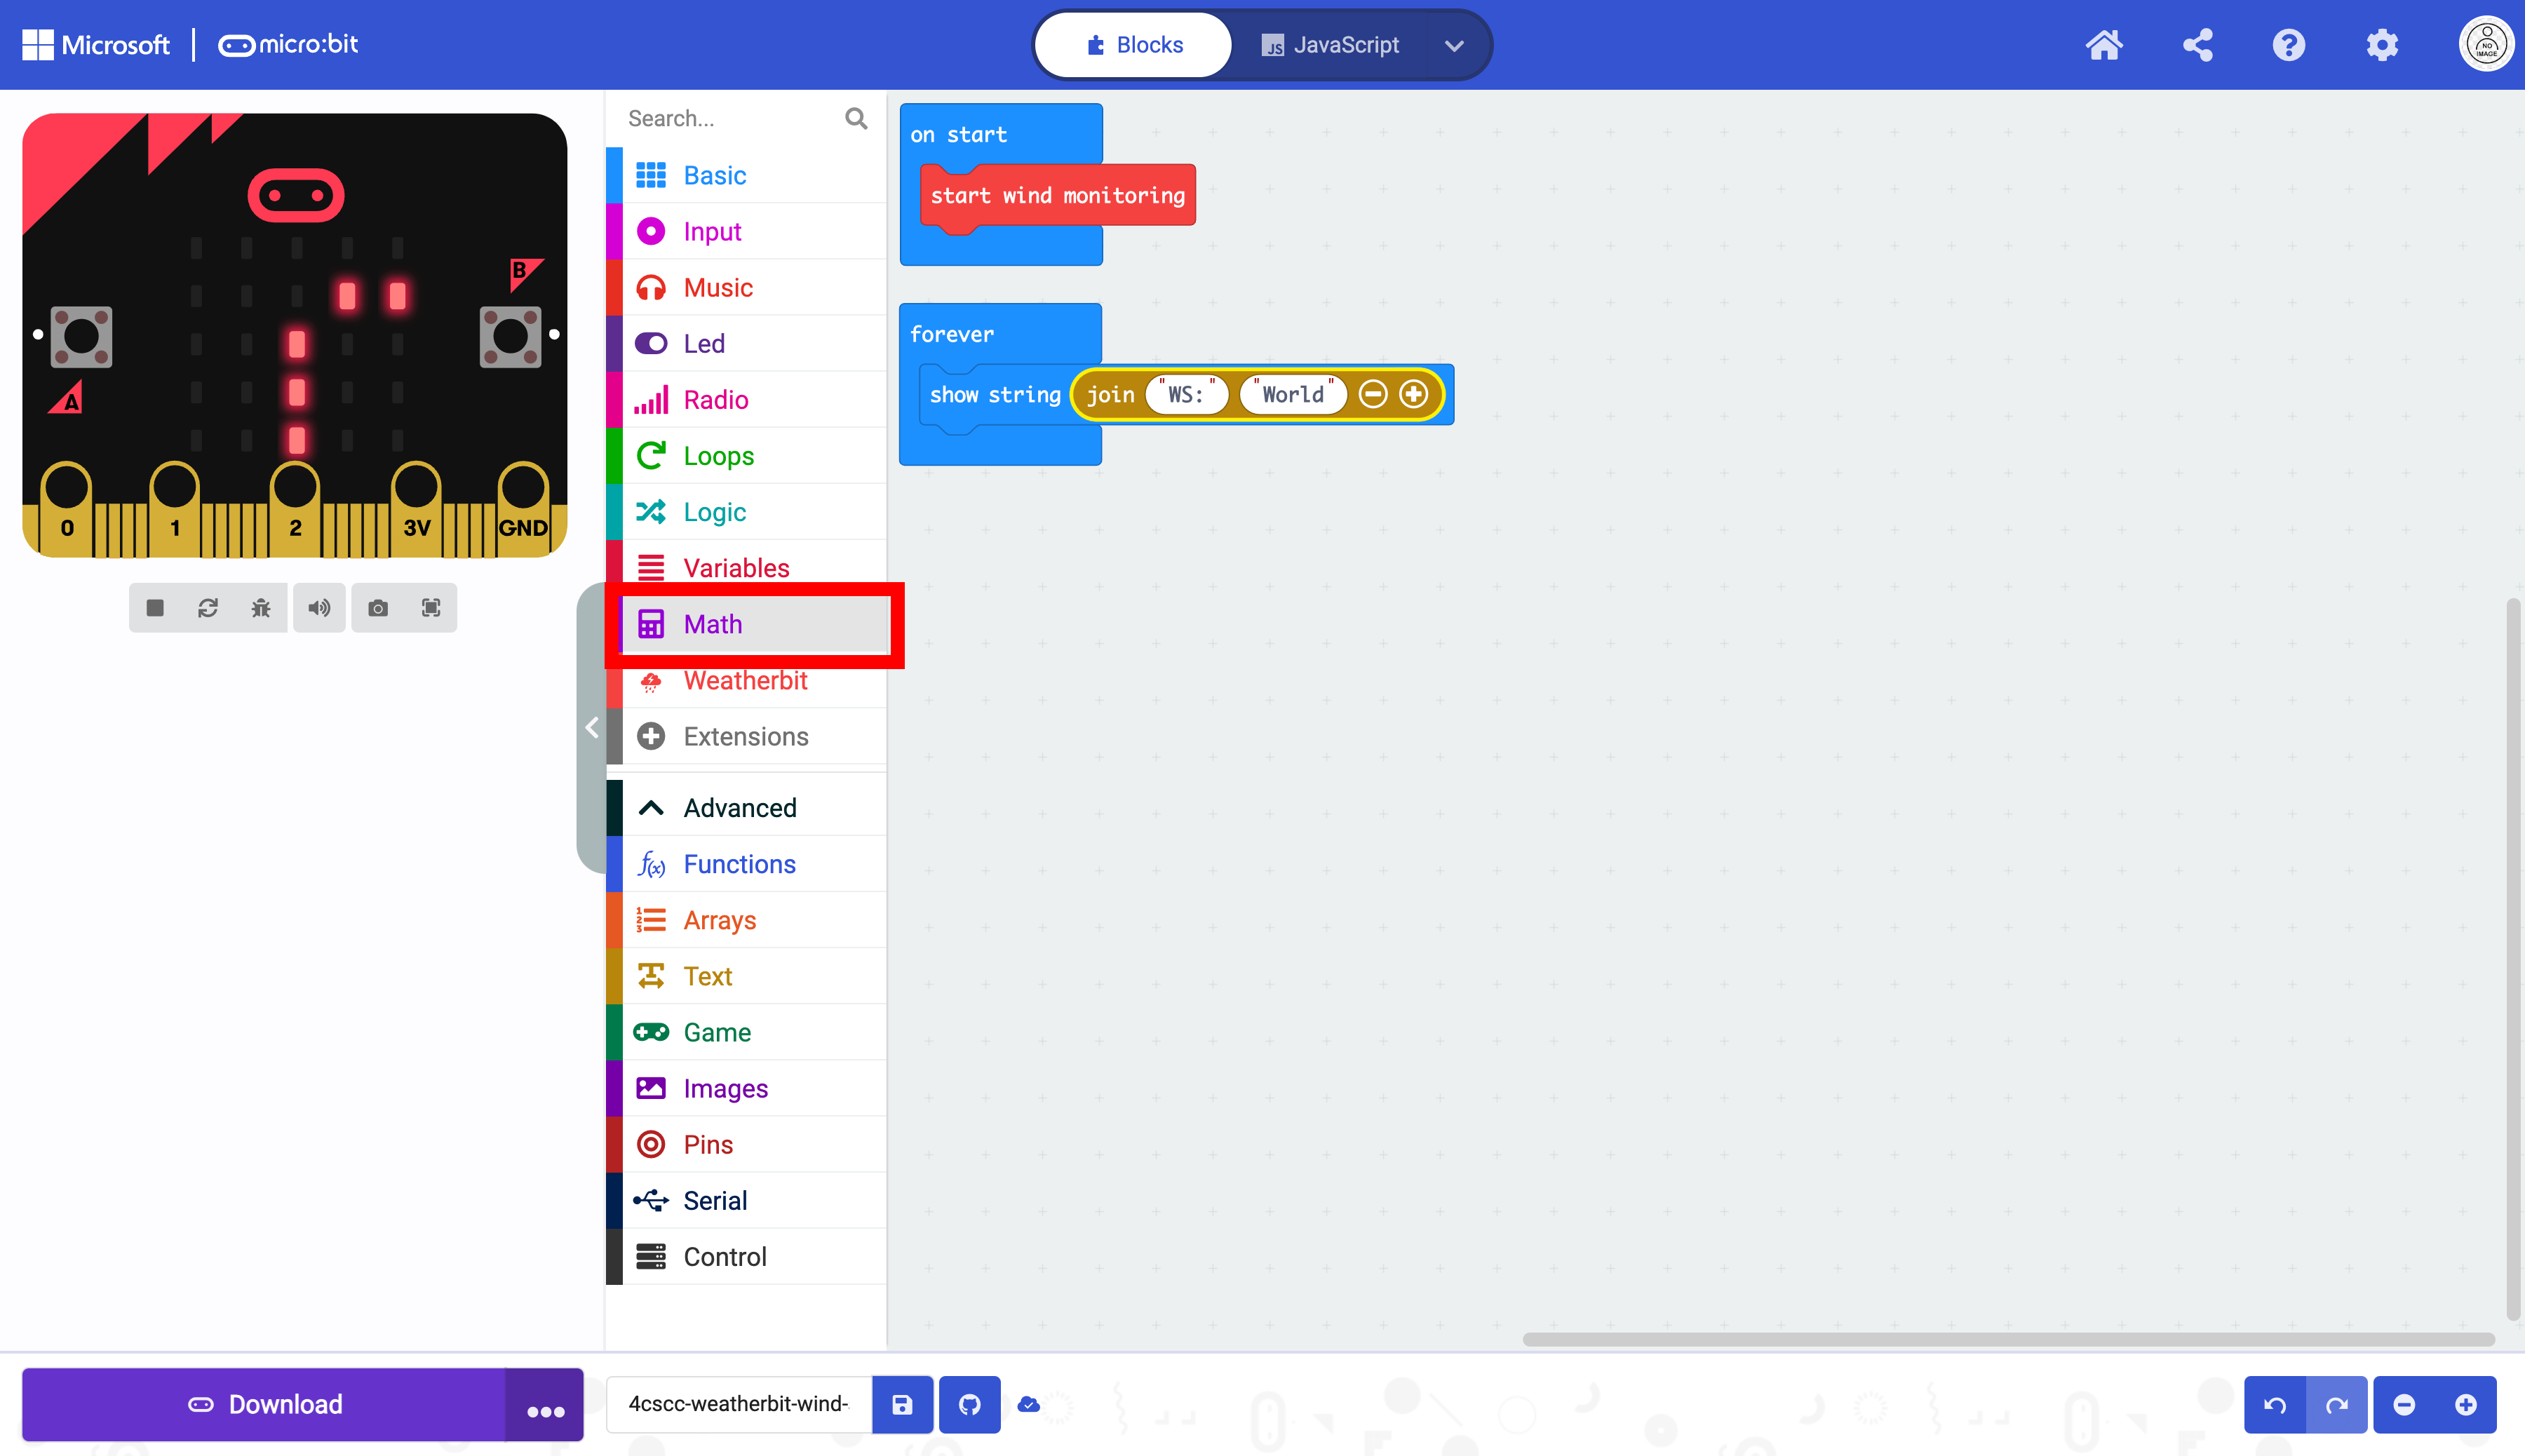 Microsoft | micro:bit
Blocks
JavaScript
NO
IMAGE
B
A
0 1 2 3V GND
Search...
Basic
Input
Music
Led
Radio
Loops
Logic
Variables
Math
Weatherbit
Extensions
Advanced
Functions
Arrays
Text
Game
Images
Pins
Serial
Control
on start
start wind monitoring
forever
show string join "WS:" "World"
Download
4cscc-weatherbit-wind-